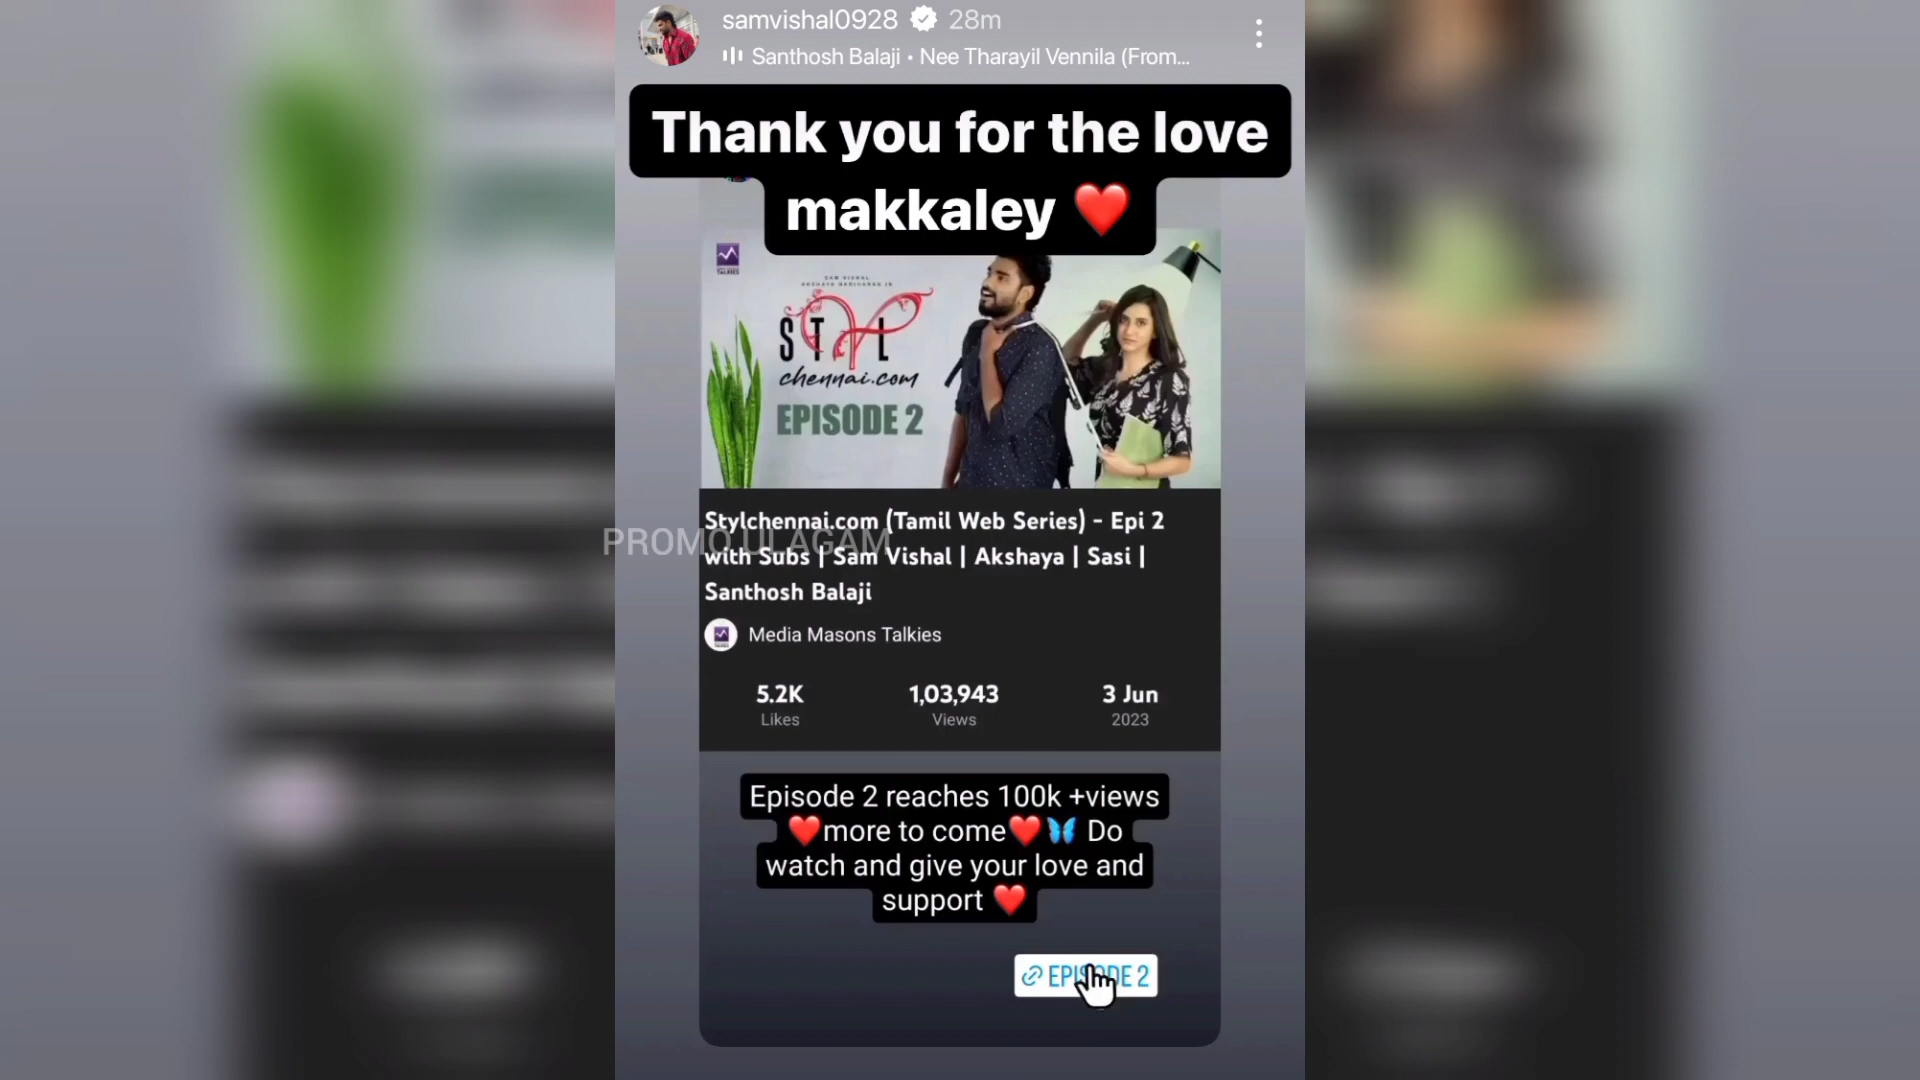 samvishal0928 28m
Santhosh Balaji • Nee Tharayil Vennila (From...
Thank you for the love
makkaley ❤️
TALKIES
SAM VISHAL
STYL
chennai.com
EPISODE 2
Stylchennai.com (Tamil Web Series) - Epi 2
PROMO ULAGAM
with Subs | Sam Vishal | Akshaya | Sasi |
Santhosh Balaji
Media Masons Talkies
5.2K 1,03,943 3 Jun
Likes Views 2023
Episode 2 reaches 100k +views
❤️more to come❤️🦋 Do
watch and give your love and
support ❤️
EPISODE 2